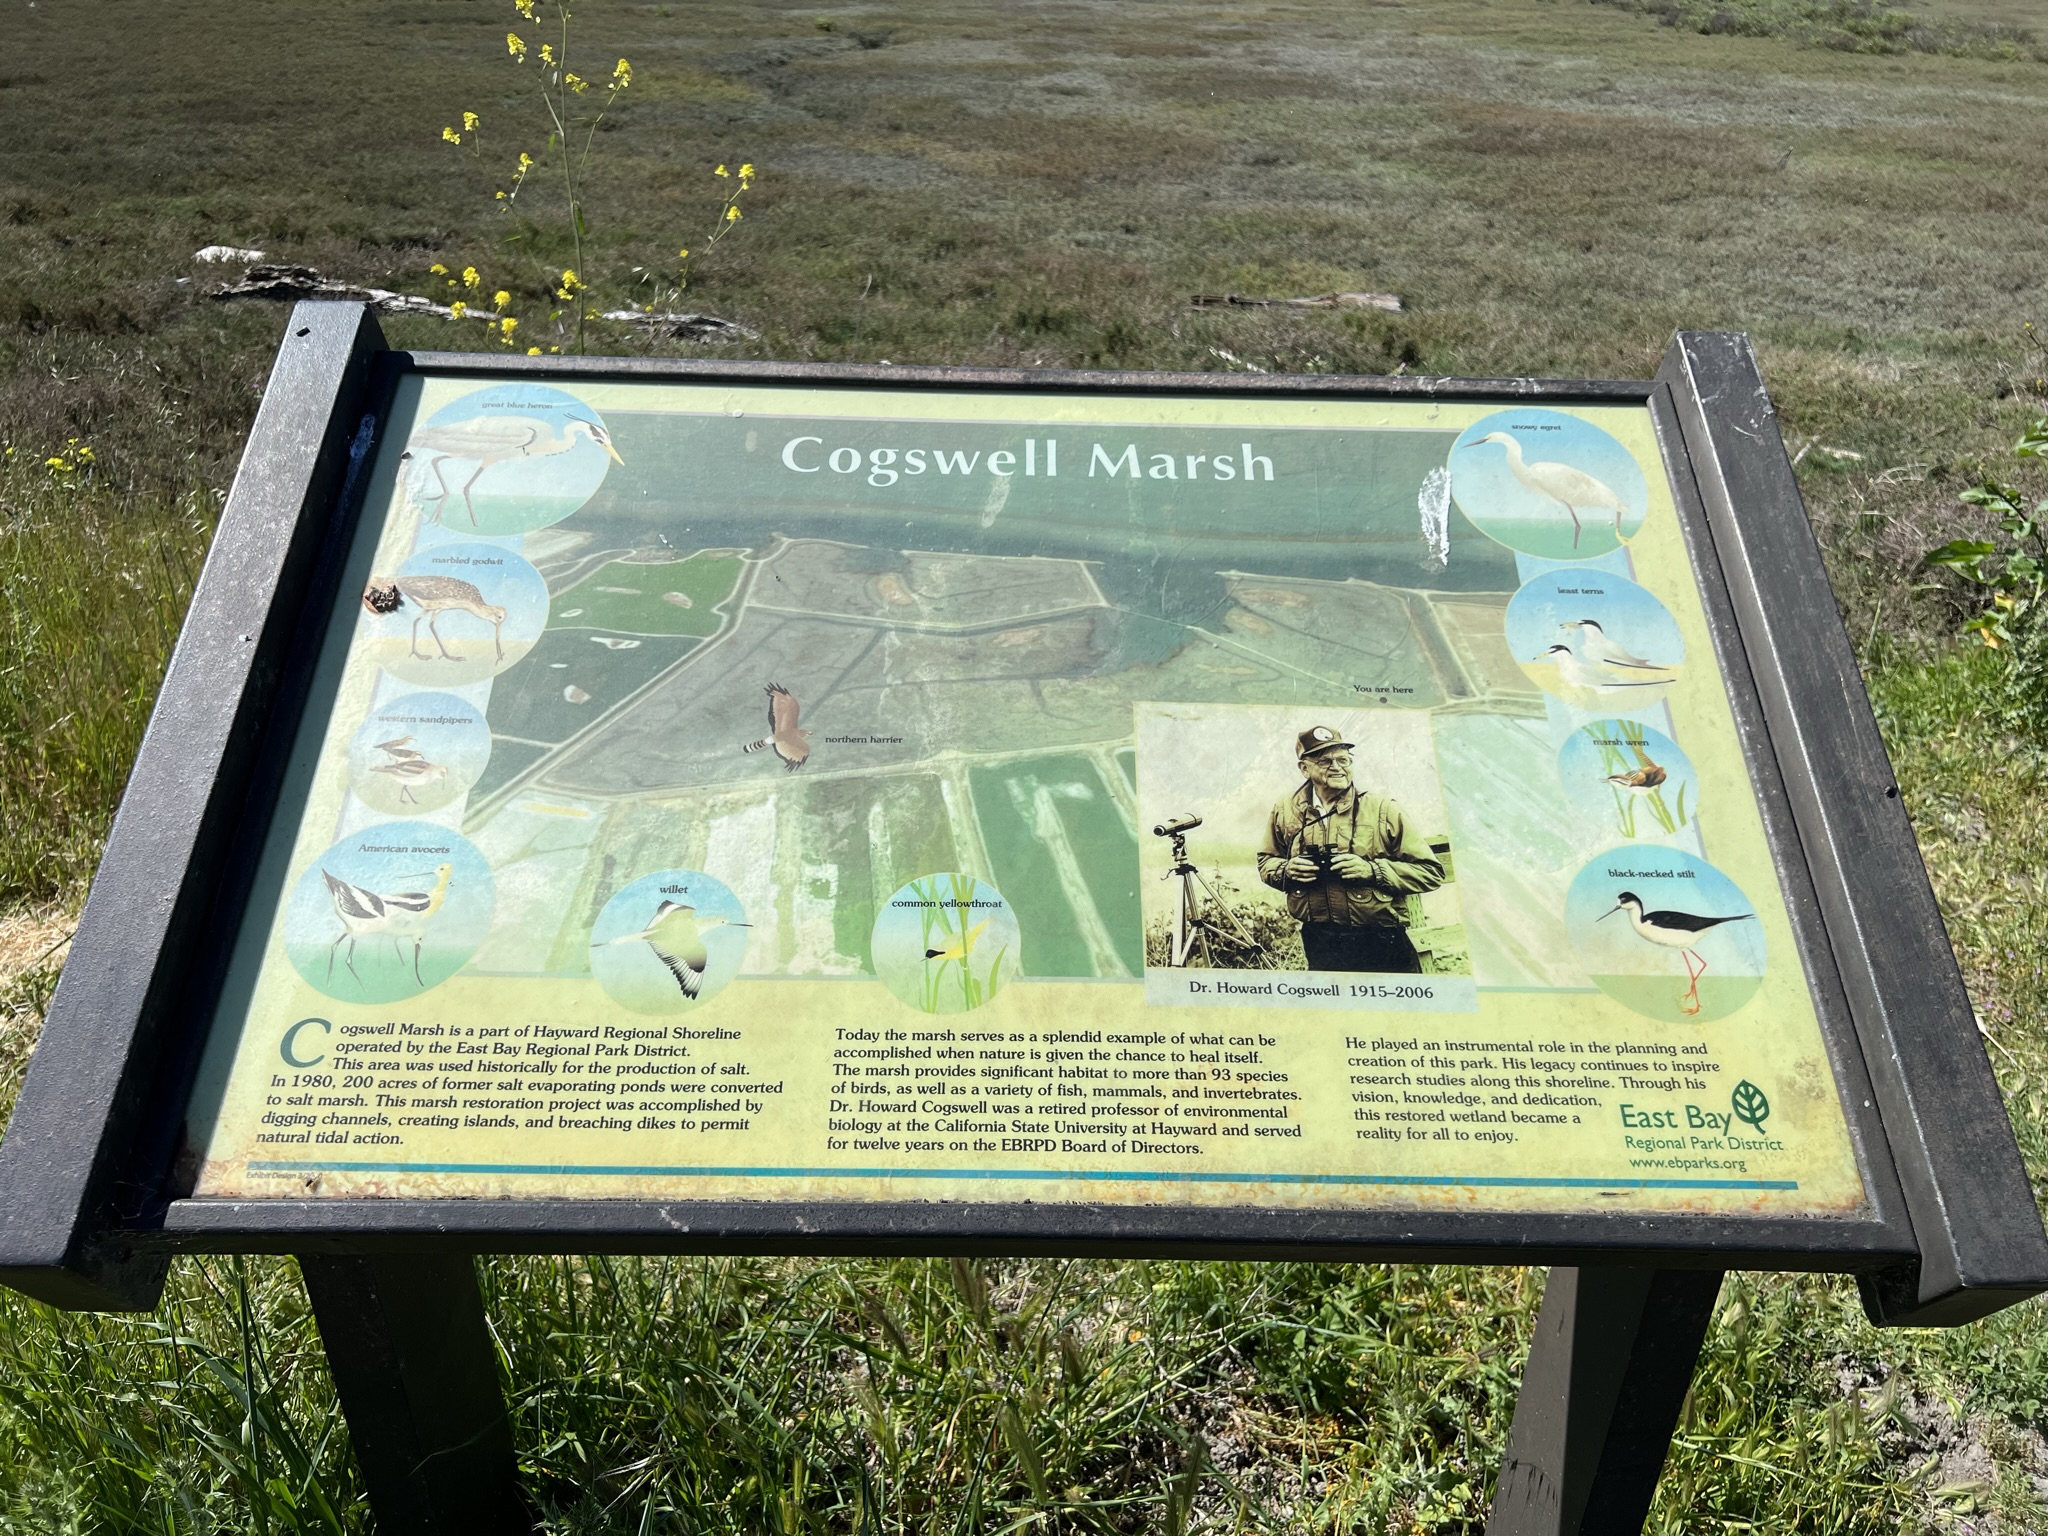 Cogswell Marsh
great blue heron
snowy egret
marbled godwit
least terns
western sandpipers
You are here
northern harrier
marsh wren
American avocets
willet
common yellowthroat
black-necked stilt
Dr. Howard Cogswell 1915–2006
Cogswell Marsh is a part of Hayward Regional Shoreline
operated by the East Bay Regional Park District.
This area was used historically for the production of salt.
In 1980, 200 acres of former salt evaporating ponds were converted
to salt marsh. This marsh restoration project was accomplished by
digging channels, creating islands, and breaching dikes to permit
natural tidal action.
Today the marsh serves as a splendid example of what can be
accomplished when nature is given the chance to heal itself.
The marsh provides significant habitat to more than 93 species
of birds, as well as a variety of fish, mammals, and invertebrates.
Dr. Howard Cogswell was a retired professor of environmental
biology at the California State University at Hayward and served
for twelve years on the EBRPD Board of Directors.
He played an instrumental role in the planning and
creation of this park. His legacy continues to inspire
research studies along this shoreline. Through his
vision, knowledge, and dedication,
this restored wetland became a
reality for all to enjoy.
East Bay
Regional Park District
www.ebparks.org
Exhibit Design